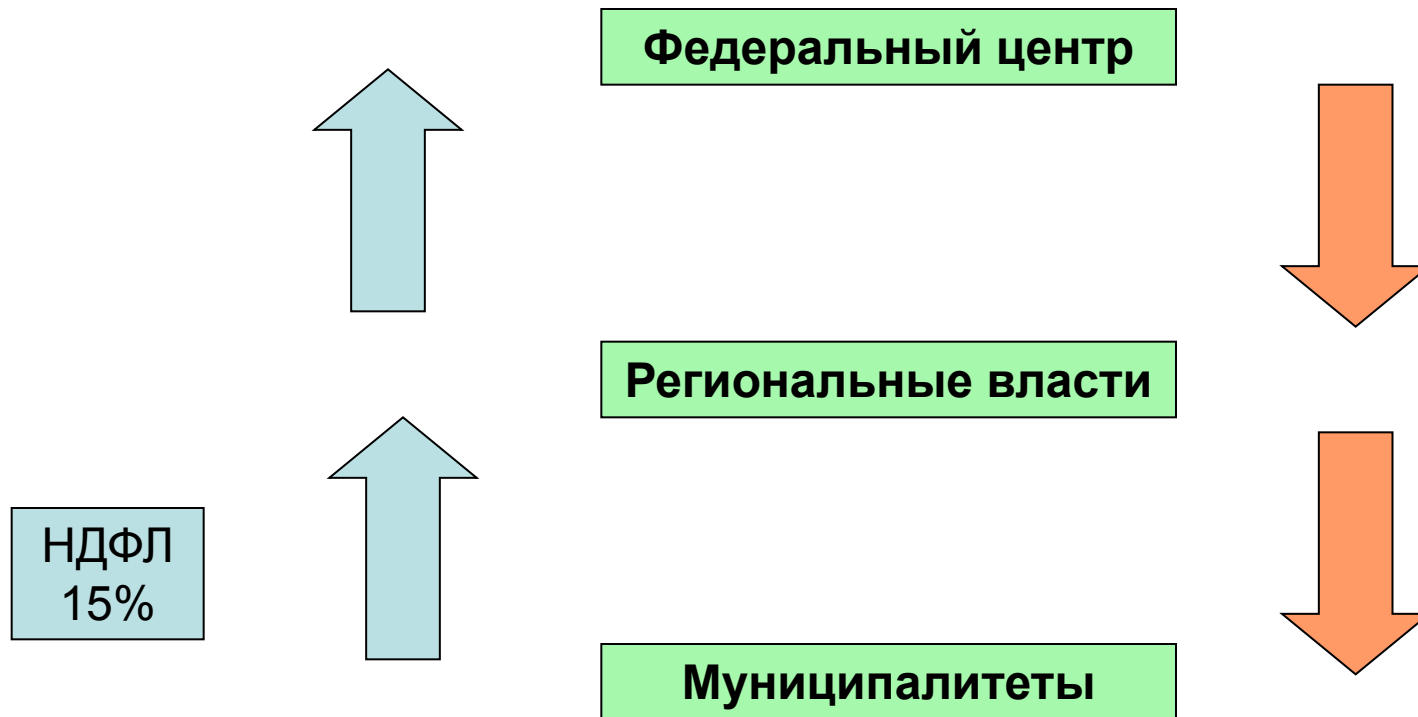 Федеральный центр
Региональные власти
НДФЛ
15%
Муниципалитеты